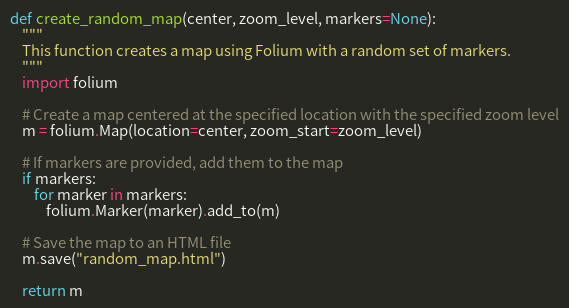 def create_random_map(center, zoom_level, markers=None):
    """
    This function creates a map using Folium with a random set of markers.
    """
    import folium

    # Create a map centered at the specified location with the specified zoom level
    m = folium.Map(location=center, zoom_start=zoom_level)

    # If markers are provided, add them to the map
    if markers:
        for marker in markers:
            folium.Marker(marker).add_to(m)

    # Save the map to an HTML file
    m.save("random_map.html")

    return m